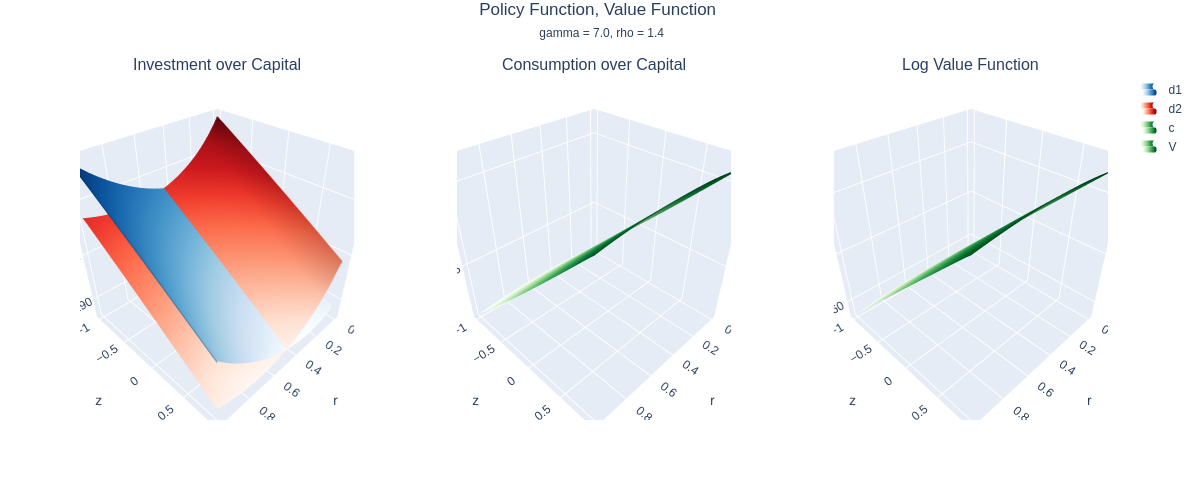 Policy Function, Value Function
gamma = 7.0, rho = 1.4
Investment over Capital
Consumption over Capital
Log Value Function
d1
d2
c
V
−1
−0.5
0
0.5
z
0
0.2
0.4
0.6
0.8
r
−1
−0.5
0
0.5
z
0
0.2
0.4
0.6
0.8
r
−1
−0.5
0
0.5
z
0
0.2
0.4
0.6
0.8
r